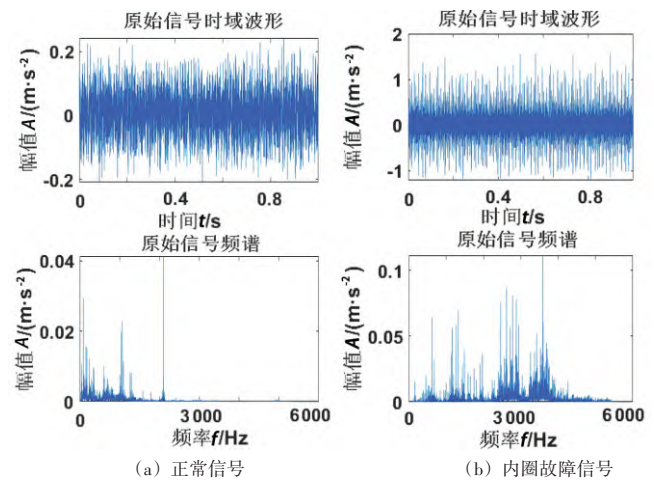 原始信号时域波形
0.2
0
-0.2
幅值A/(m·s-2)
0 0.4 0.8
时间t/s
原始信号频谱
0.04
0.02
0
幅值A/(m·s-2)
0 3 000 6 000
频率f/Hz
(a) 正常信号
原始信号时域波形
2
1
0
-1
幅值A/(m·s-2)
0 0.4 0.8
时间t/s
原始信号频谱
0.1
0.05
0
幅值A/(m·s-2)
0 3 000 6 000
频率f/Hz
(b) 内圈故障信号